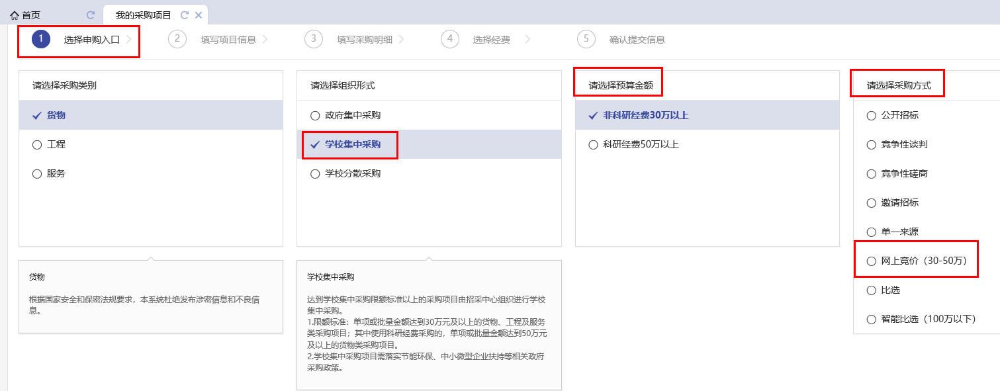 首页
我的采购项目
1 选择申购入口
2 填写项目信息
3 填写采购明细
4 选择经费
5 确认提交信息
请选择采购类别
货物
工程
服务
请选择组织形式
政府集中采购
学校集中采购
学校分散采购
请选择预算金额
非科研经费30万以上
科研经费50万以上
请选择采购方式
公开招标
竞争性谈判
竞争性磋商
邀请招标
单一来源
网上竞价（30-50万）
比选
智能比选（100万以下）
货物
根据国家安全和保密法规要求，本系统杜绝发布涉密信息和不良信
息。
学校集中采购
达到学校集中采购限额标准以上的采购项目由招采中心组织进行学校
集中采购。
1.限额标准：单项或批量金额达到30万元及以上的货物、工程及服务
类采购项目；其中使用科研经费采购的，单项或批量金额达到50万元
及以上的货物类采购项目。
2.学校集中采购项目需落实节能环保、中小微型企业扶持等相关政府
采购政策。